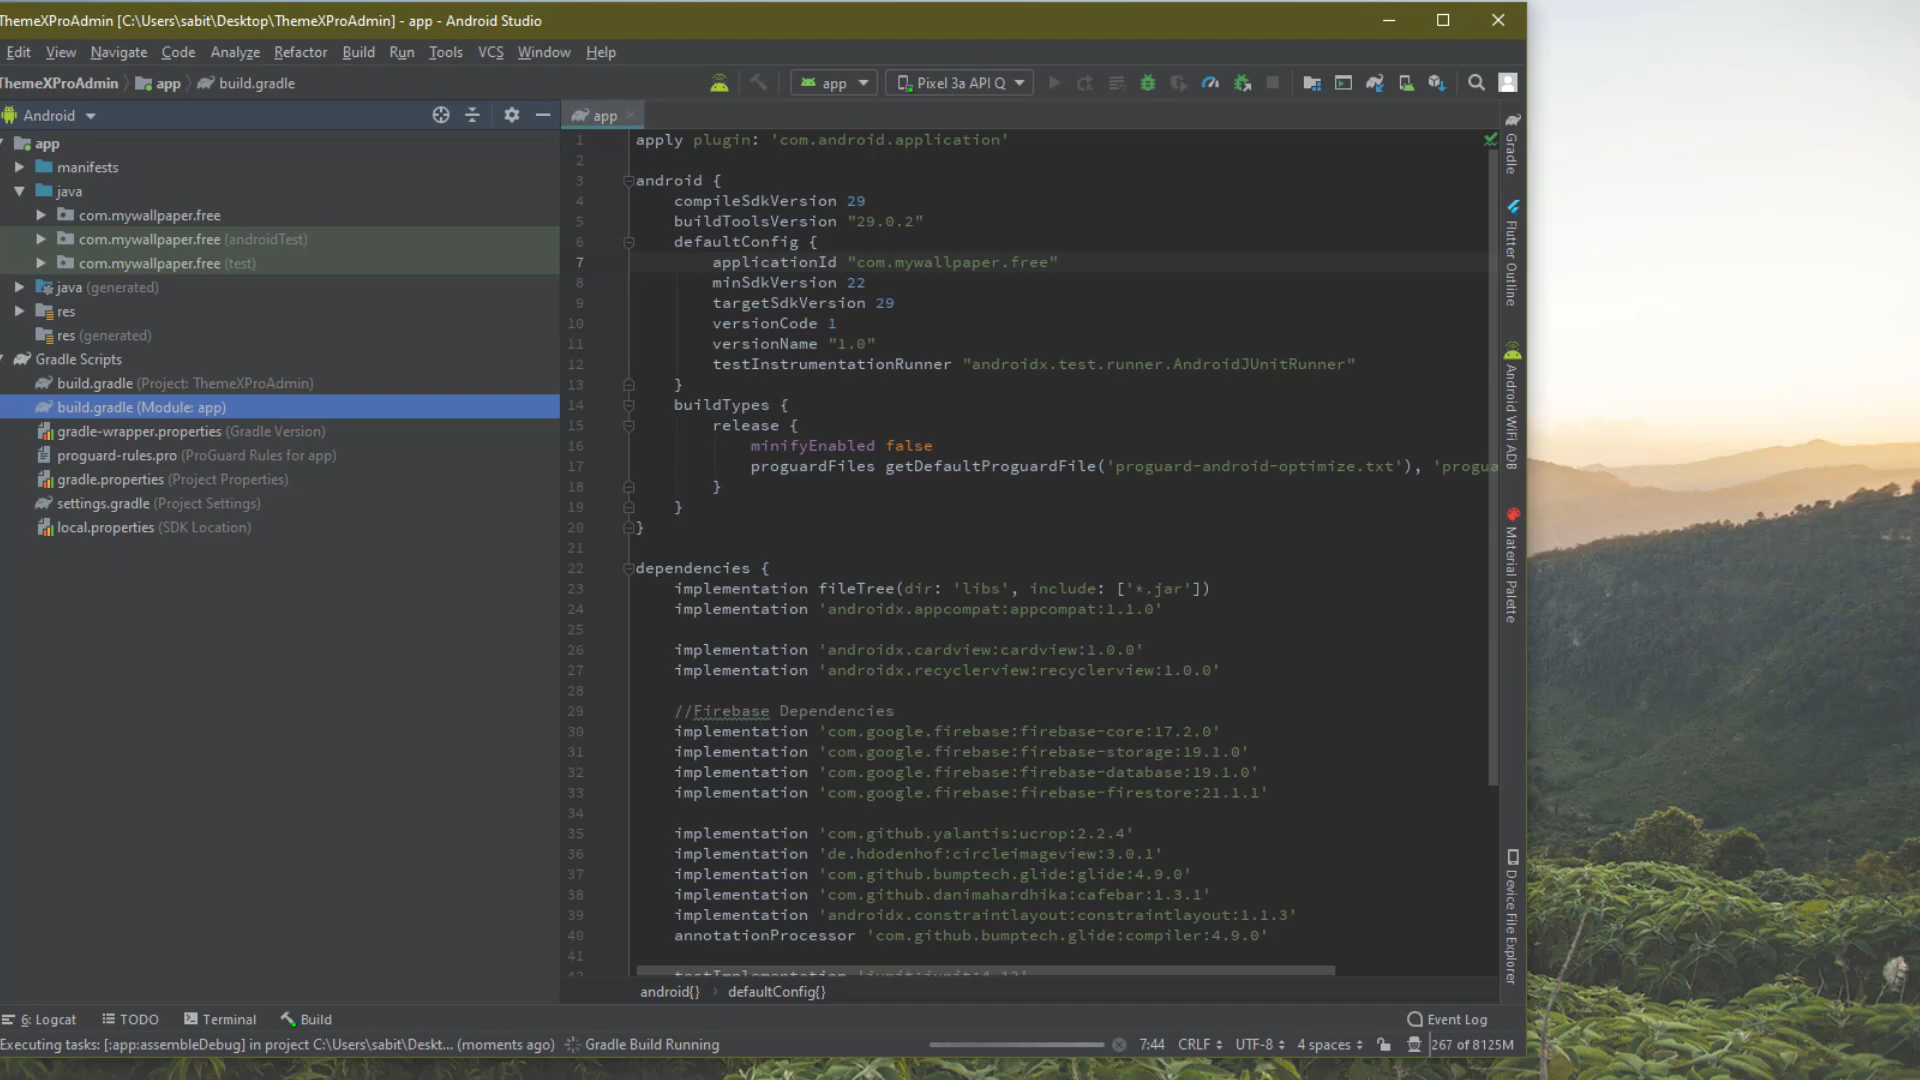 ThemeXProAdmin [C:\Users\sabit\Desktop\ThemeXProAdmin] - app - Android Studio
Edit View Navigate Code Analyze Refactor Build Run Tools VCS Window Help
ThemeXProAdmin app build.gradle
app Pixel 3a API Q
Android
app
app
manifests
java
com.mywallpaper.free
com.mywallpaper.free (androidTest)
com.mywallpaper.free (test)
java (generated)
res
res (generated)
Gradle Scripts
build.gradle (Project: ThemeXProAdmin)
build.gradle (Module: app)
gradle-wrapper.properties (Gradle Version)
proguard-rules.pro (ProGuard Rules for app)
gradle.properties (Project Properties)
settings.gradle (Project Settings)
local.properties (SDK Location)
1 apply plugin: 'com.android.application'
2
3 android {
4 compileSdkVersion 29
5 buildToolsVersion "29.0.2"
6 defaultConfig {
7 applicationId "com.mywallpaper.free"
8 minSdkVersion 22
9 targetSdkVersion 29
10 versionCode 1
11 versionName "1.0"
12 testInstrumentationRunner "androidx.test.runner.AndroidJUnitRunner"
13 }
14 buildTypes {
15 release {
16 minifyEnabled false
17 proguardFiles getDefaultProguardFile('proguard-android-optimize.txt'), 'progua
18 }
19 }
20 }
21
22 dependencies {
23 implementation fileTree(dir: 'libs', include: ['*.jar'])
24 implementation 'androidx.appcompat:appcompat:1.1.0'
25
26 implementation 'androidx.cardview:cardview:1.0.0'
27 implementation 'androidx.recyclerview:recyclerview:1.0.0'
28
29 //Firebase Dependencies
30 implementation 'com.google.firebase:firebase-core:17.2.0'
31 implementation 'com.google.firebase:firebase-storage:19.1.0'
32 implementation 'com.google.firebase:firebase-database:19.1.0'
33 implementation 'com.google.firebase:firebase-firestore:21.1.1'
34
35 implementation 'com.github.yalantis:ucrop:2.2.4'
36 implementation 'de.hdodenhof:circleimageview:3.0.1'
37 implementation 'com.github.bumptech.glide:glide:4.9.0'
38 implementation 'com.github.danimahardhika:cafebar:1.3.1'
39 implementation 'androidx.constraintlayout:constraintlayout:1.1.3'
40 annotationProcessor 'com.github.bumptech.glide:compiler:4.9.0'
41
42 testImplementation 'junit:junit:4.12'
android{} › defaultConfig{}
Gradle
Flutter Outline
Android WiFi ADB
Material Palette
Device File Explorer
6: Logcat TODO Terminal Build Event Log
Executing tasks: [:app:assembleDebug] in project C:\Users\sabit\Deskt... (moments ago) Gradle Build Running 7:44 CRLF UTF-8 4 spaces 267 of 8125M